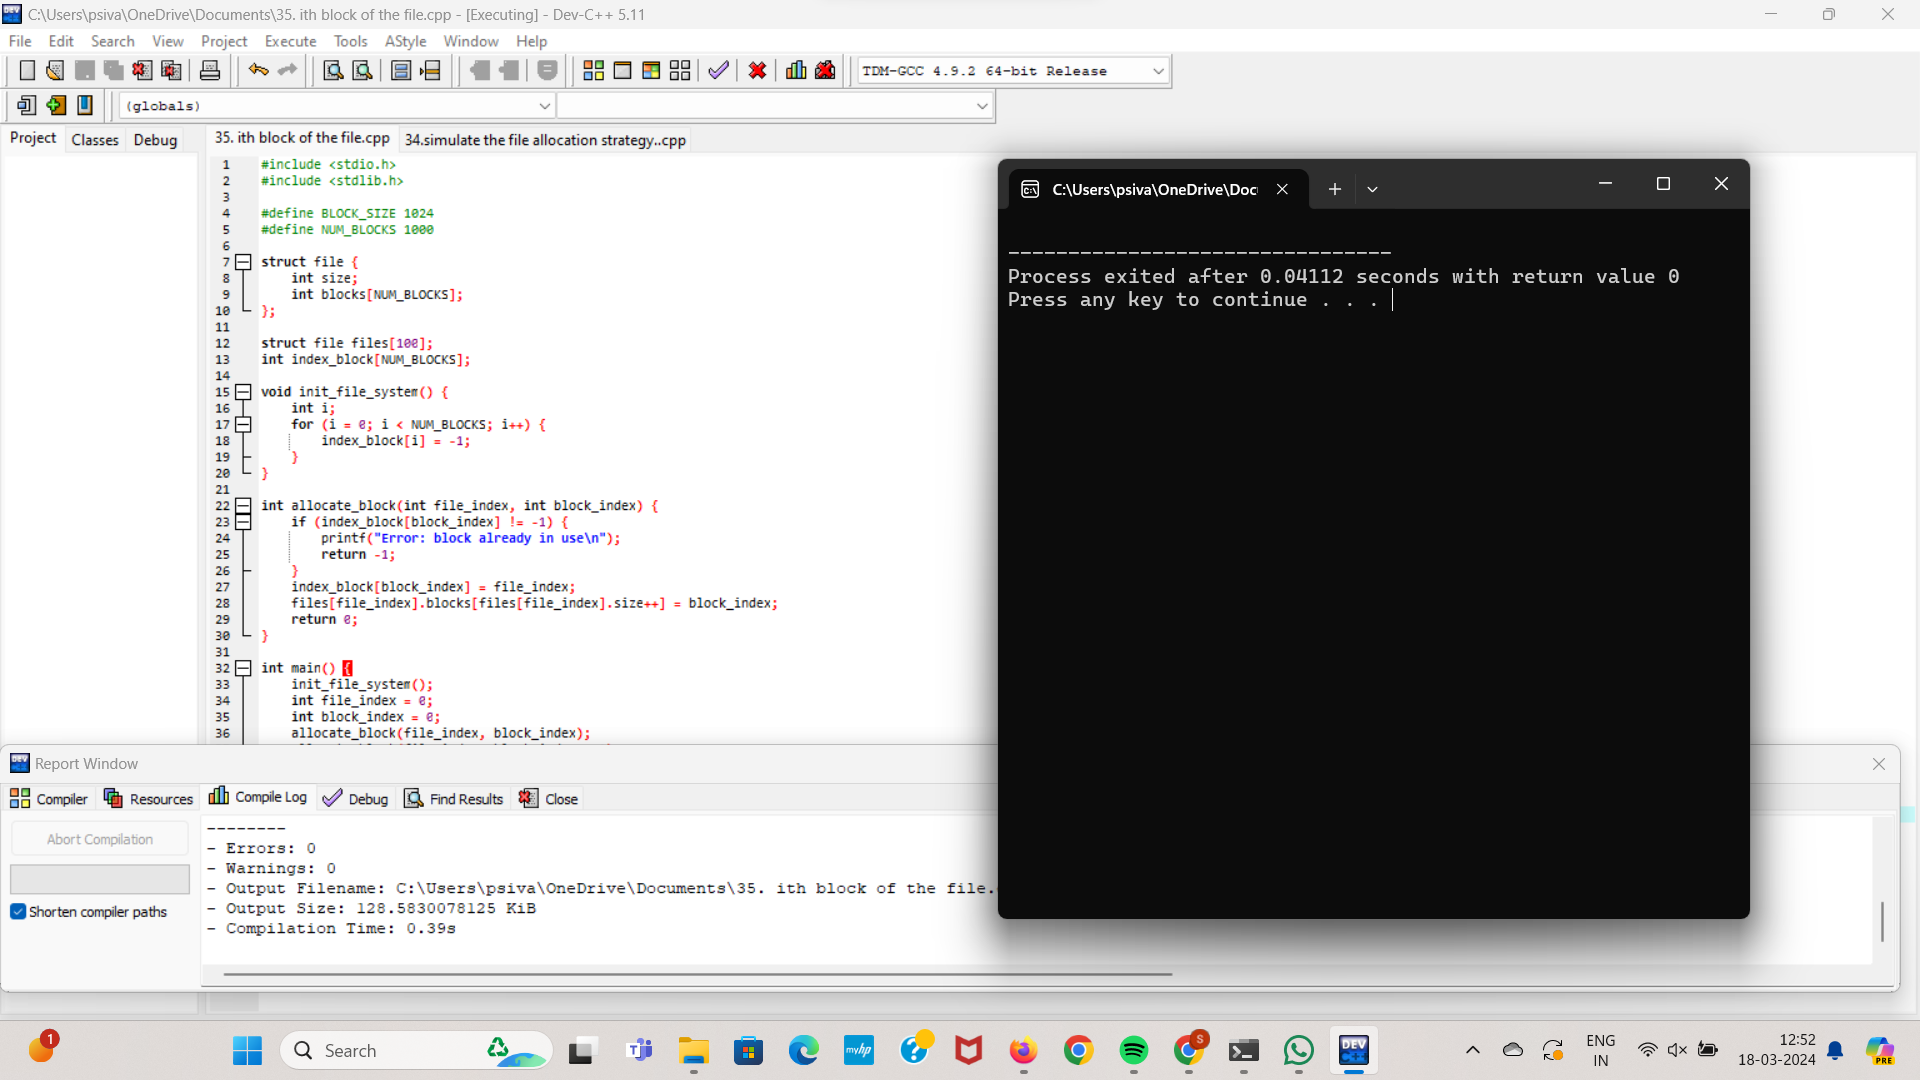 C:\Users\psiva\OneDrive\Documents\35. ith block of the file.cpp - [Executing] - Dev-C++ 5.11
File Edit Search View Project Execute Tools AStyle Window Help
TDM-GCC 4.9.2 64-bit Release
(globals)
Project Classes Debug
35. ith block of the file.cpp 34.simulate the file allocation strategy..cpp
1 #include <stdio.h>
2 #include <stdlib.h>
3
4 #define BLOCK_SIZE 1024
5 #define NUM_BLOCKS 1000
6
7 struct file {
8 int size;
9 int blocks[NUM_BLOCKS];
10 };
11
12 struct file files[100];
13 int index_block[NUM_BLOCKS];
14
15 void init_file_system() {
16 int i;
17 for (i = 0; i < NUM_BLOCKS; i++) {
18 index_block[i] = -1;
19 }
20 }
21
22 int allocate_block(int file_index, int block_index) {
23 if (index_block[block_index] != -1) {
24 printf("Error: block already in use\n");
25 return -1;
26 }
27 index_block[block_index] = file_index;
28 files[file_index].blocks[files[file_index].size++] = block_index;
29 return 0;
30 }
31
32 int main() {
33 init_file_system();
34 int file_index = 0;
35 int block_index = 0;
36 allocate_block(file_index, block_index);
C:\Users\psiva\OneDrive\Doc
--------------------------------
Process exited after 0.04112 seconds with return value 0
Press any key to continue . . .
Report Window
Compiler Resources Compile Log Debug Find Results Close
Abort Compilation
Shorten compiler paths
--------
- Errors: 0
- Warnings: 0
- Output Filename: C:\Users\psiva\OneDrive\Documents\35. ith block of the file.
- Output Size: 128.5830078125 KiB
- Compilation Time: 0.39s
1
Search
myhp
S
DEV
ENG
IN
12:52
18-03-2024
PRE